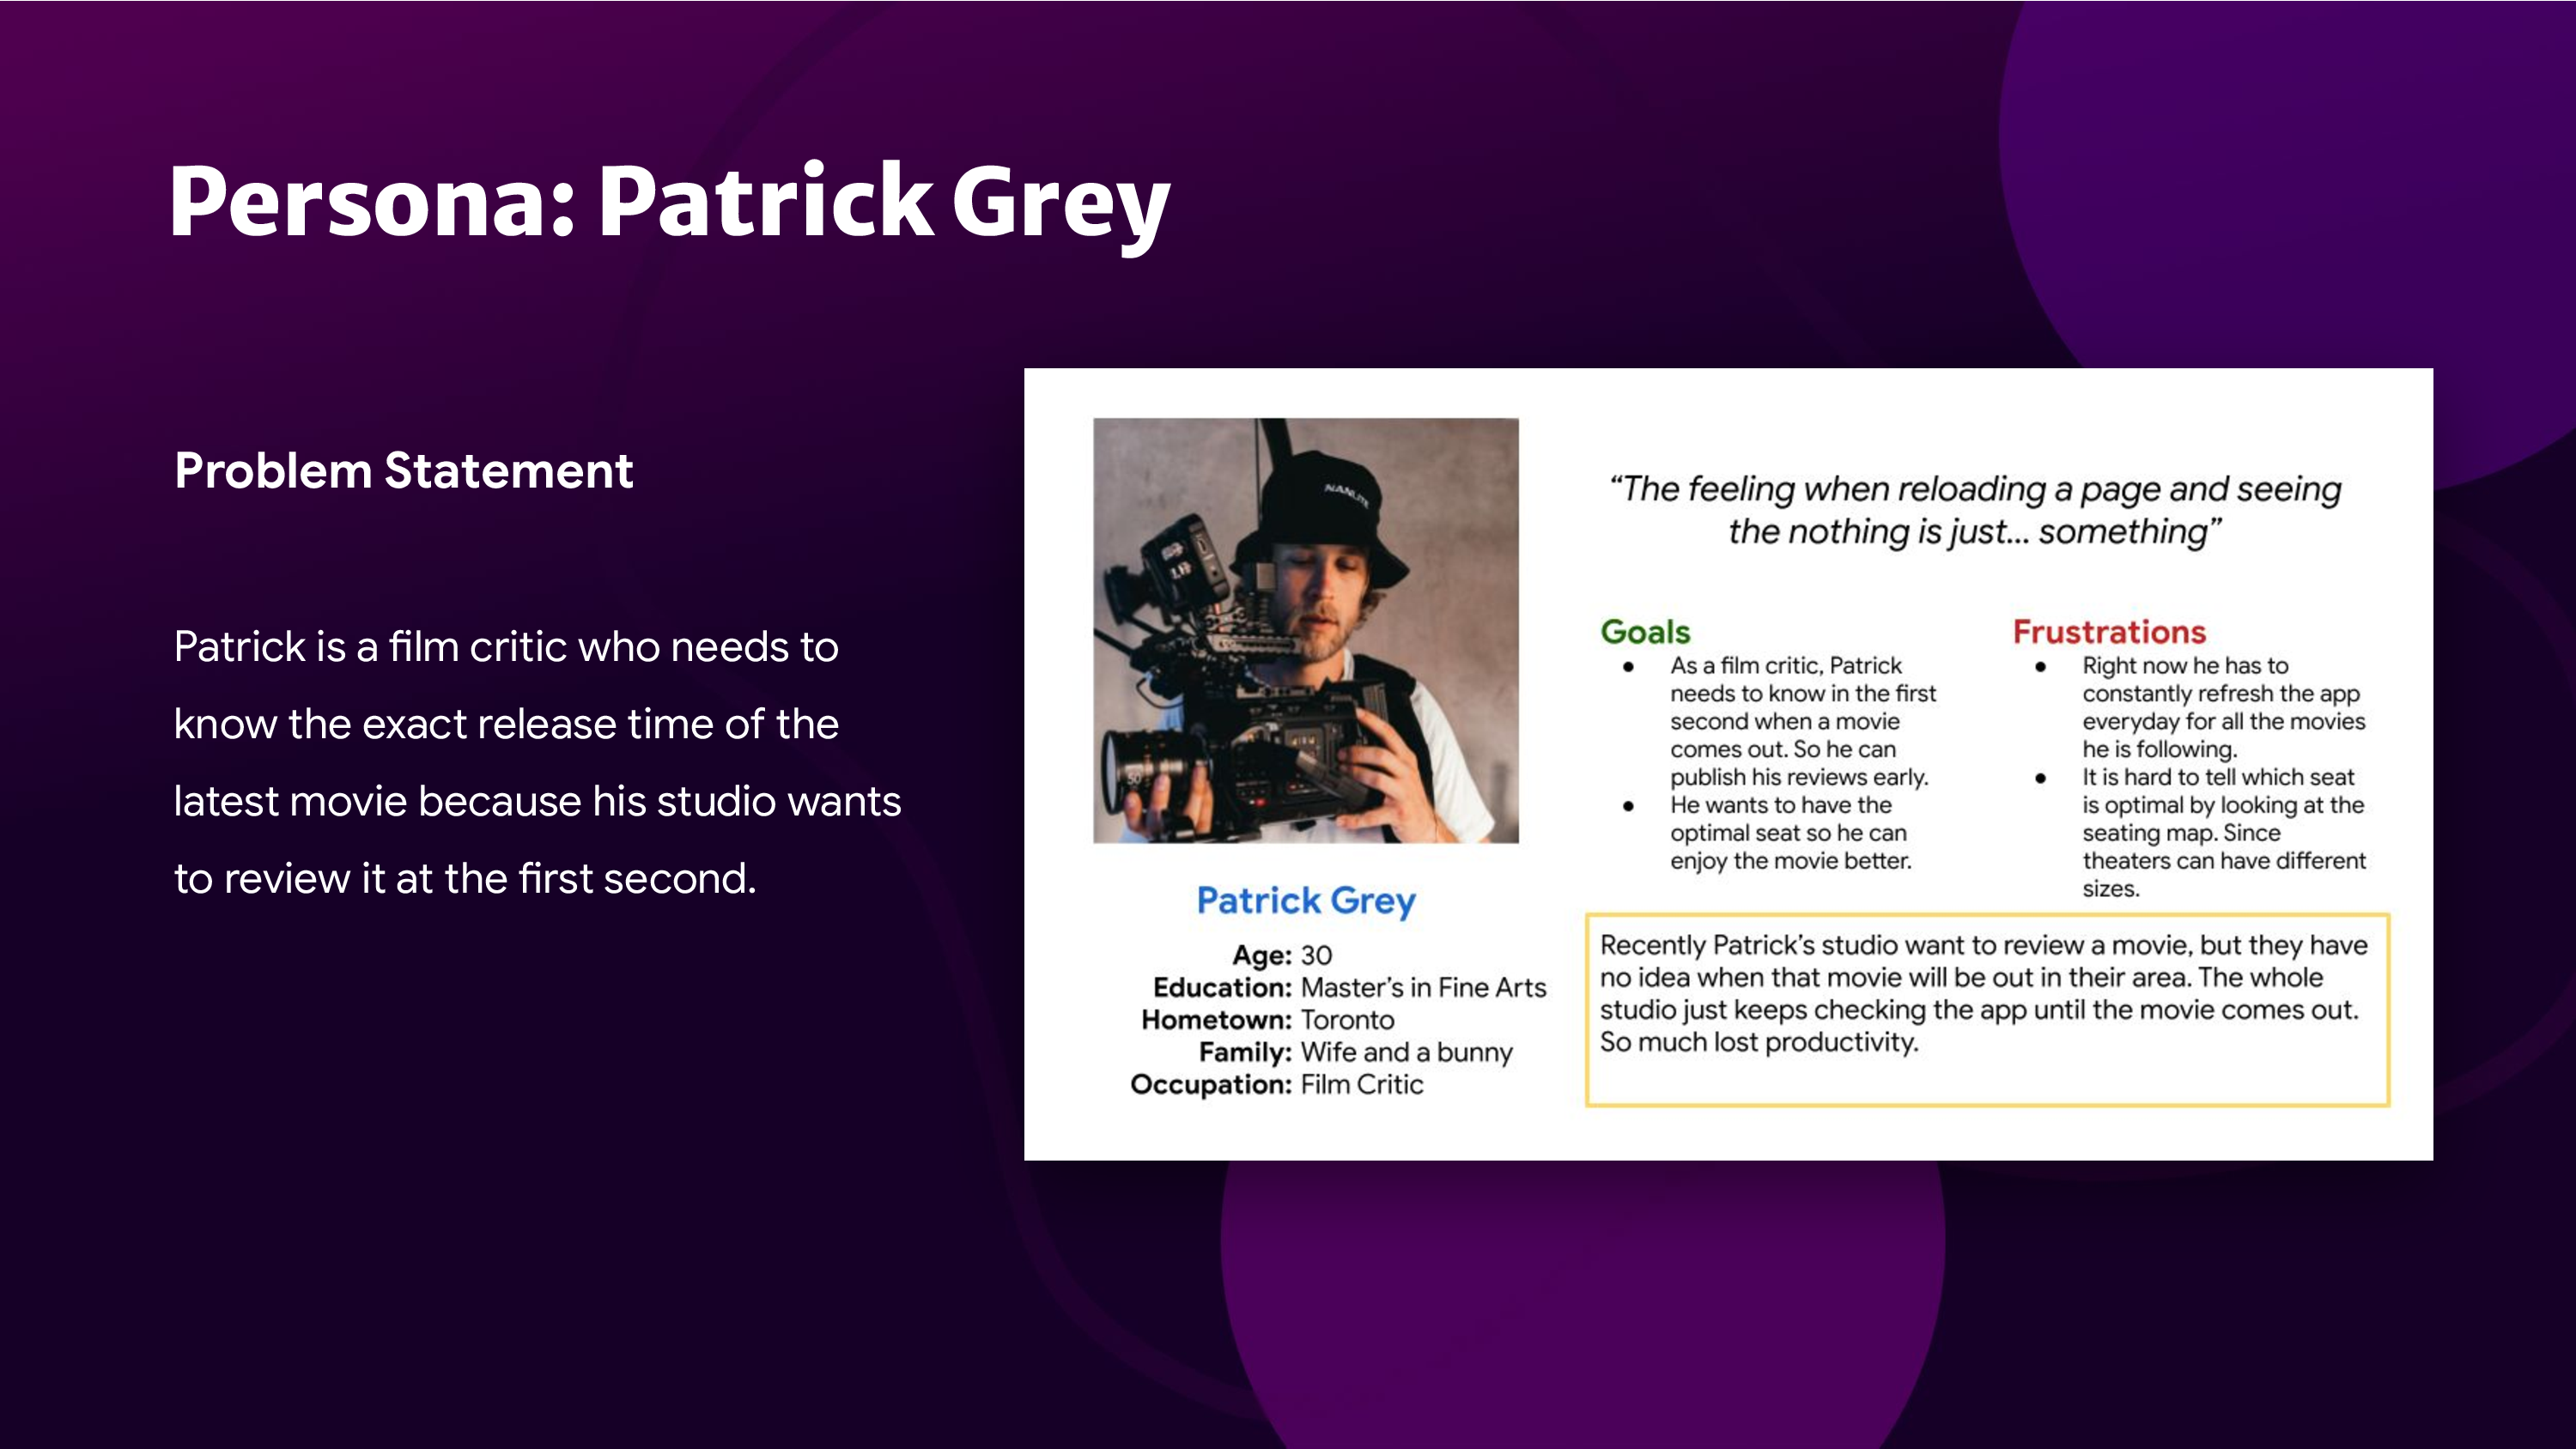 Persona: Patrick Grey
Problem Statement
Patrick is a film critic who needs to
know the exact release time of the
latest movie because his studio wants
to review it at the first second.
NANLITE
Patrick Grey
Age: 30
Education: Master’s in Fine Arts
Hometown: Toronto
Family: Wife and a bunny
Occupation: Film Critic
“The feeling when reloading a page and seeing
the nothing is just... something”
Goals
● As a film critic, Patrick
needs to know in the first
second when a movie
comes out. So he can
publish his reviews early.
● He wants to have the
optimal seat so he can
enjoy the movie better.
Frustrations
● Right now he has to
constantly refresh the app
everyday for all the movies
he is following.
● It is hard to tell which seat
is optimal by looking at the
seating map. Since
theaters can have different
sizes.
Recently Patrick’s studio want to review a movie, but they have
no idea when that movie will be out in their area. The whole
studio just keeps checking the app until the movie comes out.
So much lost productivity.